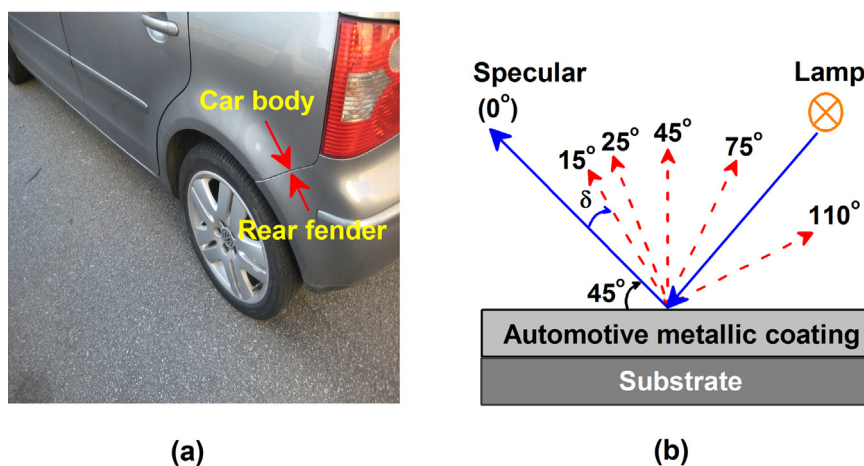 Car body
Rear fender
(a)
Specular
(0°)
Lamp
15°
25°
45°
75°
110°
δ
45°
Automotive metallic coating
Substrate
(b)